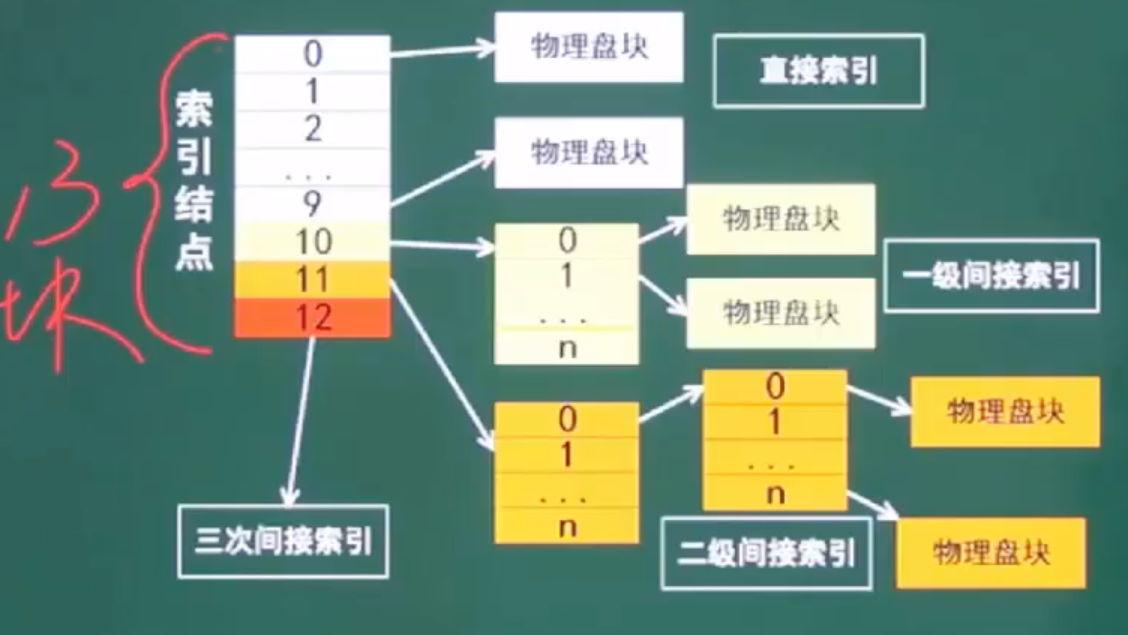 13
块
索
引
结
点
0
1
2
...
9
10
11
12
物理盘块
直接索引
物理盘块
0
1
...
n
物理盘块
物理盘块
一级间接索引
0
1
...
n
0
1
...
n
物理盘块
物理盘块
二级间接索引
三次间接索引